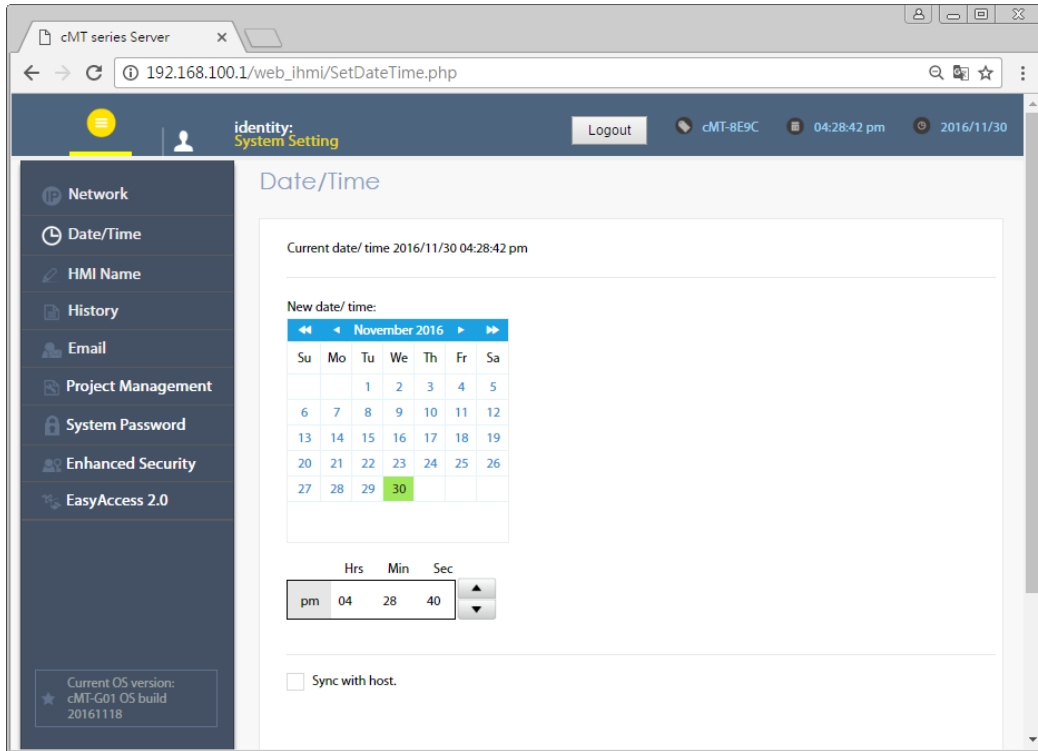 cMT series Server
192.168.100.1/web_ihmi/SetDateTime.php
identity:
System Setting
Logout
cMT-8E9C
04:28:42 pm
2016/11/30
Network
Date/Time
HMI Name
History
Email
Project Management
System Password
Enhanced Security
EasyAccess 2.0
Current OS version:
cMT-G01 OS build
20161118
Date/Time
Current date/ time 2016/11/30 04:28:42 pm
New date/ time:
November 2016
Su Mo Tu We Th Fr Sa
1 2 3 4 5
6 7 8 9 10 11 12
13 14 15 16 17 18 19
20 21 22 23 24 25 26
27 28 29 30
Hrs Min Sec
pm 04 28 40
Sync with host.